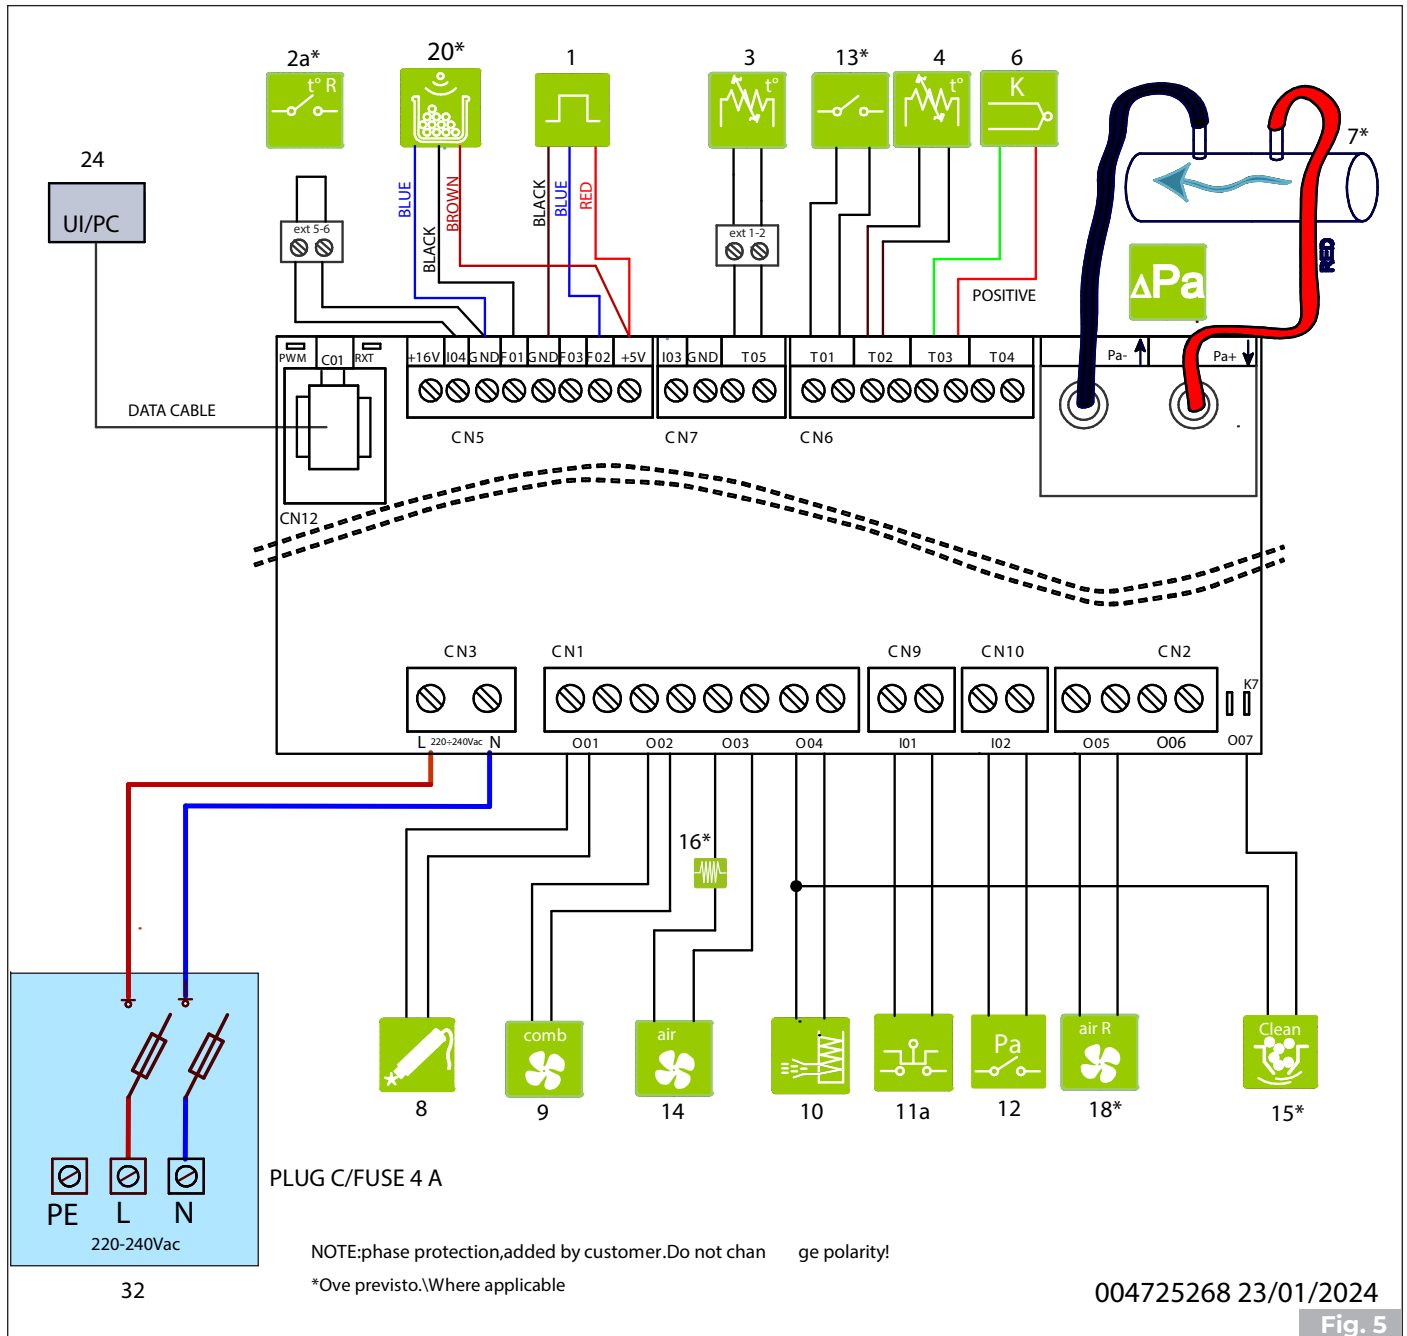 2a*
20*
1
3
13*
4
6
7*
t° R
t°
t°
K
24
UI/PC
ext 5-6
ext 1-2
BLUE
BLACK
BROWN
BLACK
BLUE
RED
POSITIVE
RED
ΔPa
PWM
C01
RXT
+16V
I04
GND
F01
GND
F03
F02
+5V
I03
GND
T05
T01
T02
T03
T04
Pa-
Pa+
DATA CABLE
CN5
CN7
CN6
CN12
CN3
CN1
CN9
CN10
CN2
K7
L
220÷240Vac
N
O01
O02
O03
O04
I01
I02
O05
O06
O07
16*
comb
air
Pa
air R
Clean
8
9
14
10
11a
12
18*
15*
PLUG C/FUSE 4 A
PE
L
N
220-240Vac
32
NOTE:phase protection,added by customer.Do not chan ge polarity!
*Ove previsto.\Where applicable
004725268 23/01/2024
Fig. 5